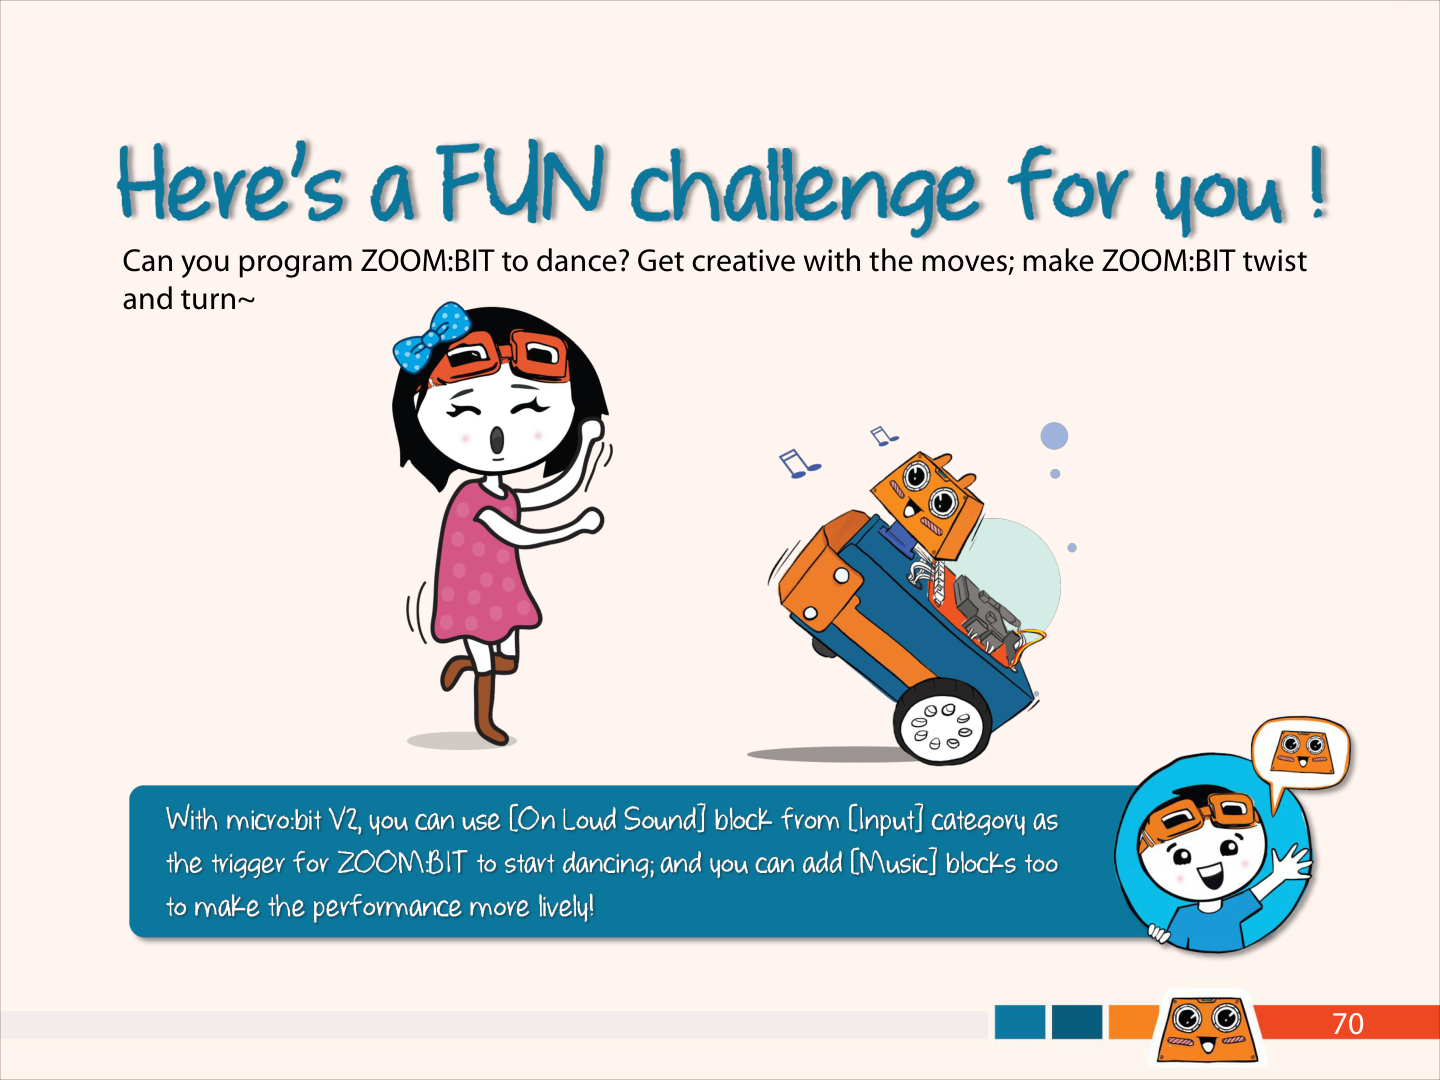 Here's a FUN challenge for you !
Can you program ZOOM:BIT to dance? Get creative with the moves; make ZOOM:BIT twist
and turn~
With micro:bit V2, you can use [On Loud Sound] block from [Input] category as
the trigger for ZOOM:BIT to start dancing; and you can add [Music] blocks too
to make the performance more lively!
70